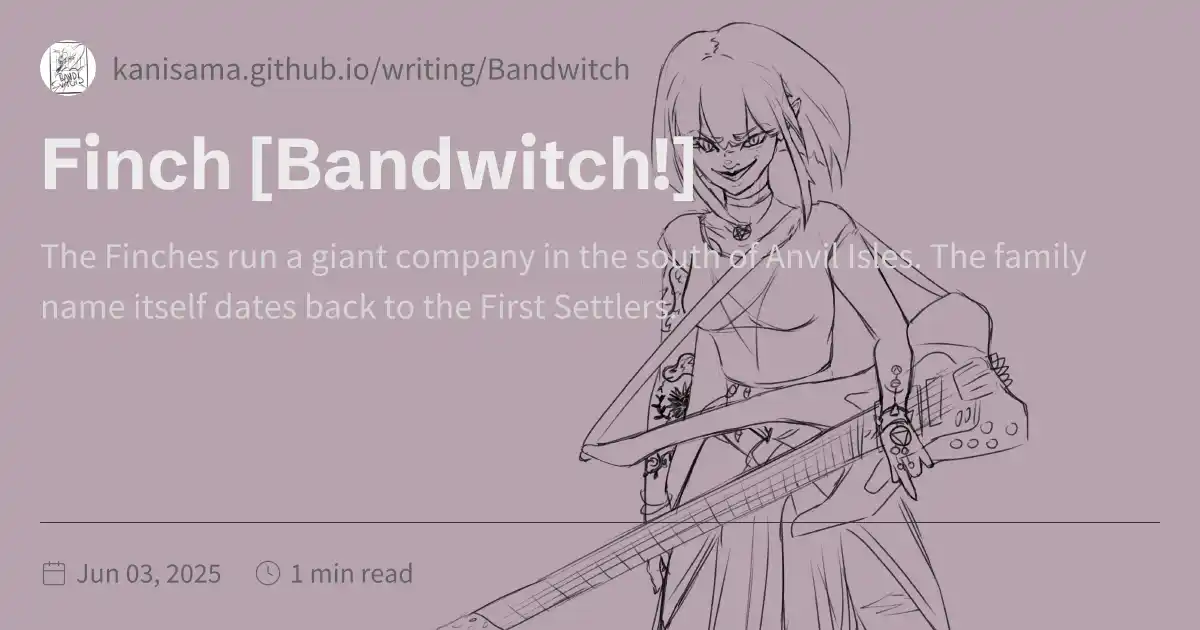 kanisama.github.io/writing/Bandwitch
Finch [Bandwitch!]
The Finches run a giant company in the south of Anvil Isles. The family
name itself dates back to the First Settlers.
Jun 03, 2025
1 min read